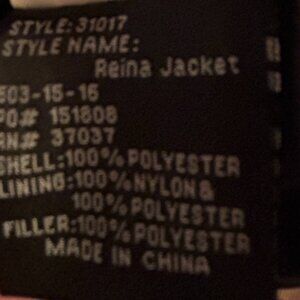 STYLE: 31017
STYLE NAME:
Reina Jacket
503-15-16
PO# 151808
RN# 37037
SHELL:100%POLYESTER
LINING:100%NYLON&
100%POLYESTER
FILLER:100%POLYESTER
MADE IN CHINA